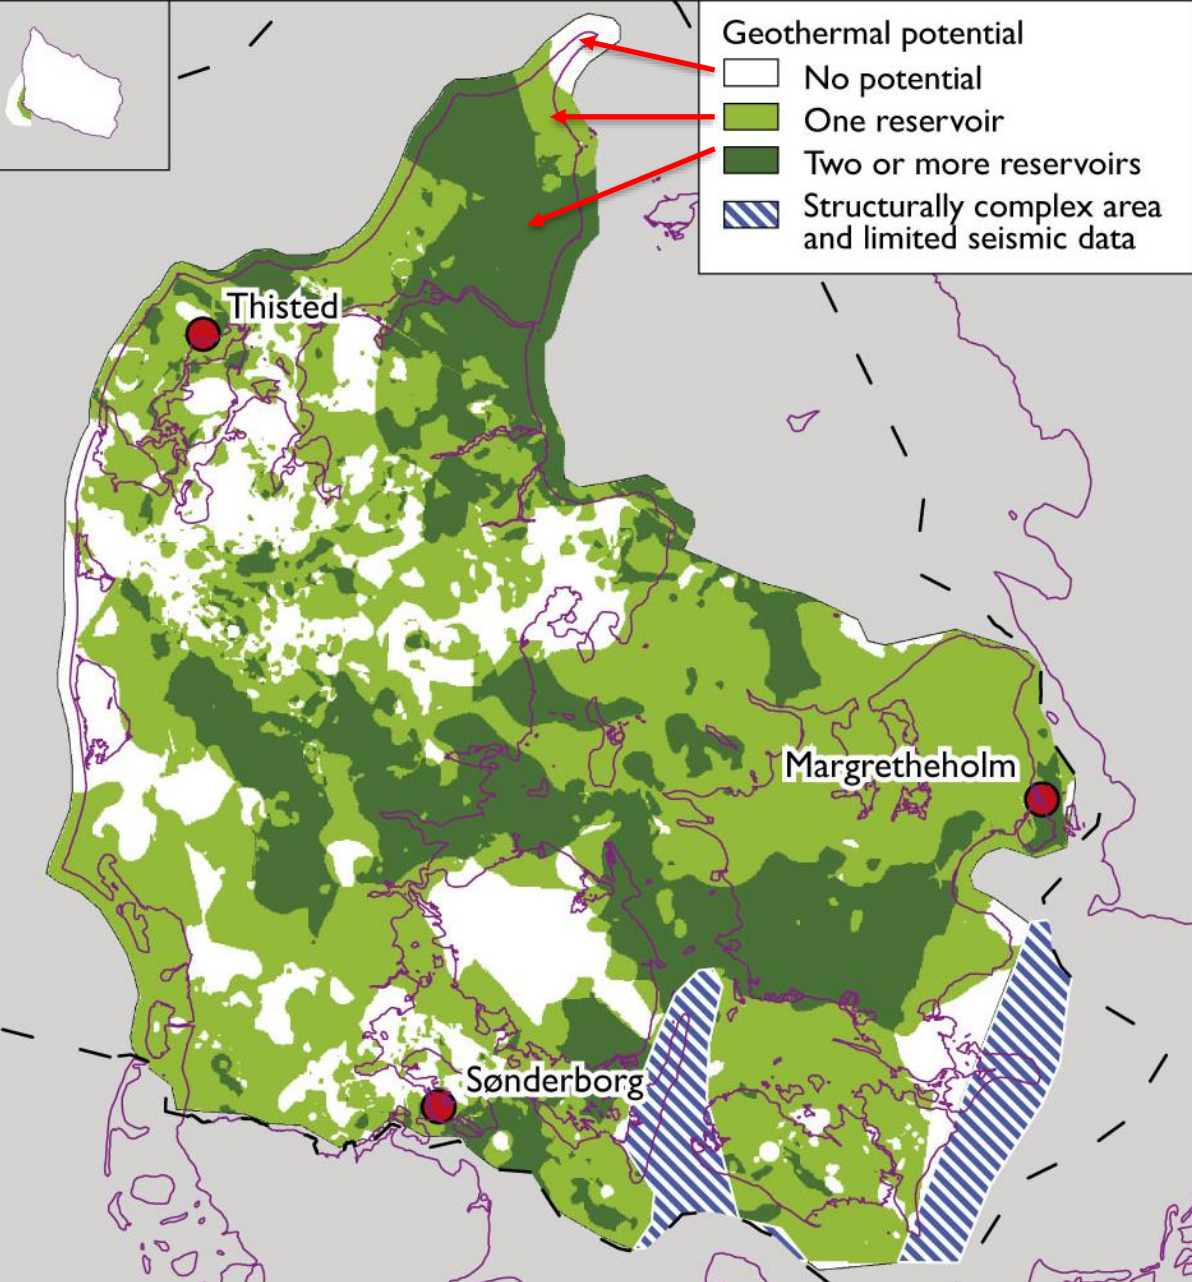 Geothermal potential
No potential
One reservoir
Two or more reservoirs
Structurally complex area
and limited seismic data
Thisted
Margretheholm
Sønderborg